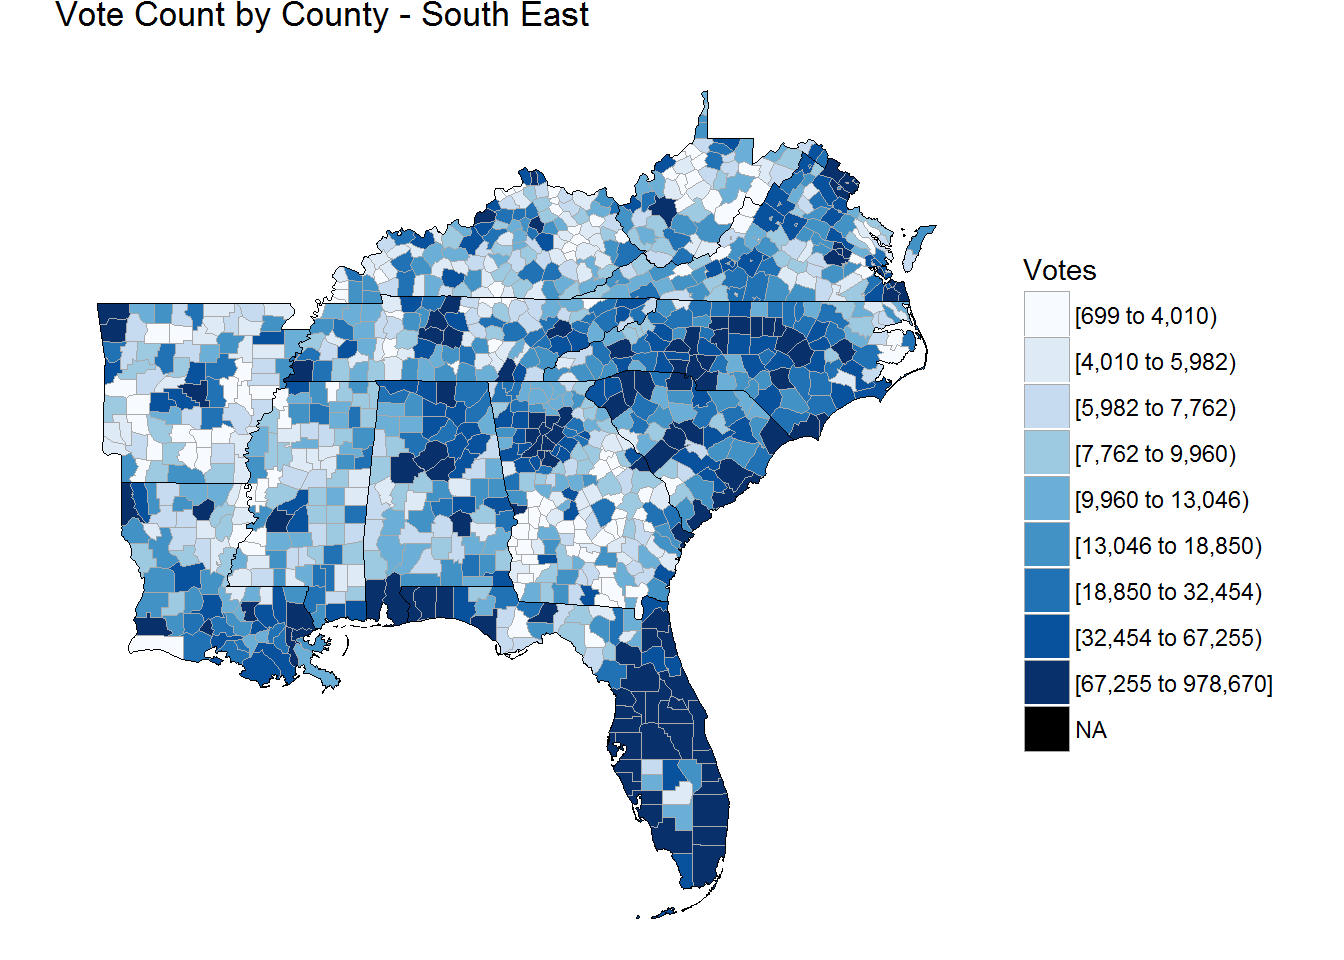 Vote Count by County - South East
Votes
[699 to 4,010)
[4,010 to 5,982)
[5,982 to 7,762)
[7,762 to 9,960)
[9,960 to 13,046)
[13,046 to 18,850)
[18,850 to 32,454)
[32,454 to 67,255)
[67,255 to 978,670]
NA